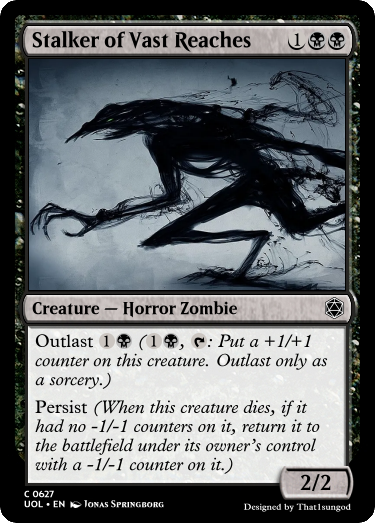 Stalker of Vast Reaches 1
Creature — Horror Zombie
Outlast 1 (1, : Put a +1/+1
counter on this creature. Outlast only as
a sorcery.)
Persist (When this creature dies, if it
had no -1/-1 counters on it, return it to
the battlefield under its owner's control
with a -1/-1 counter on it.)
2/2
C 0627
UOL • EN Jonas Springborg
Designed by That1sungod